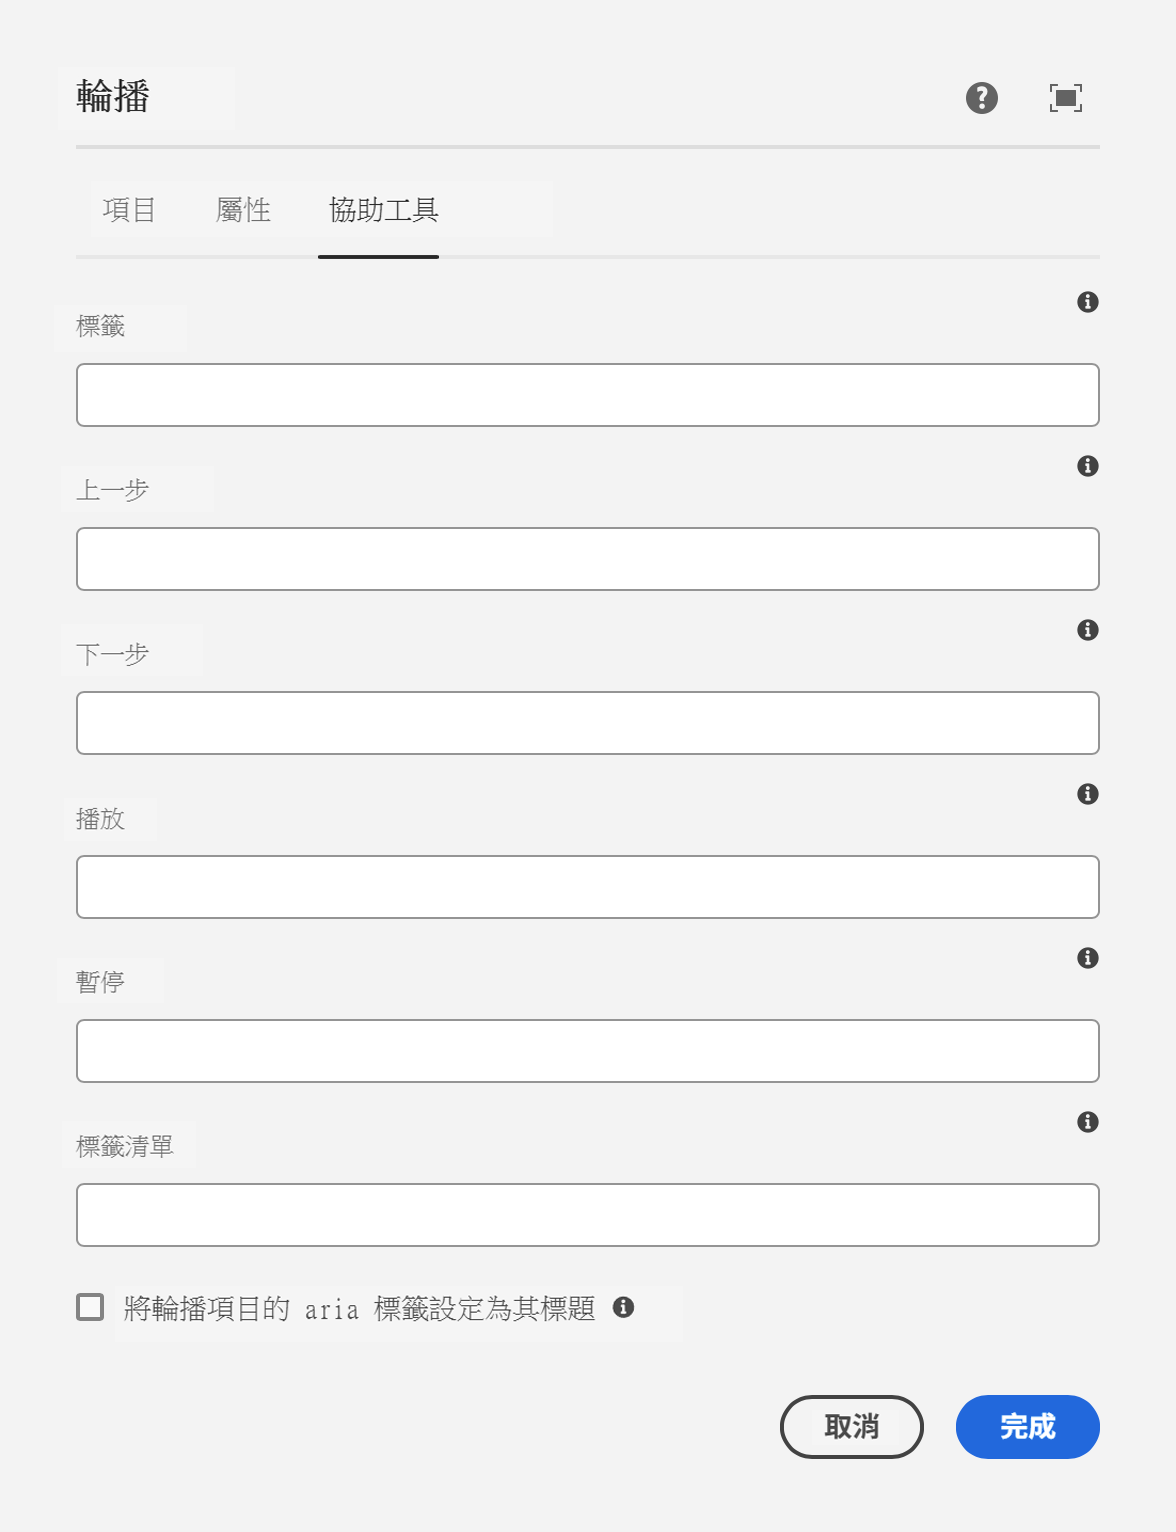 輪播
項目 屬性 協助工具
標籤
上一步
下一步
播放
暫停
標籤清單
將輪播項目的 aria 標籤設定為其標題
取消 完成